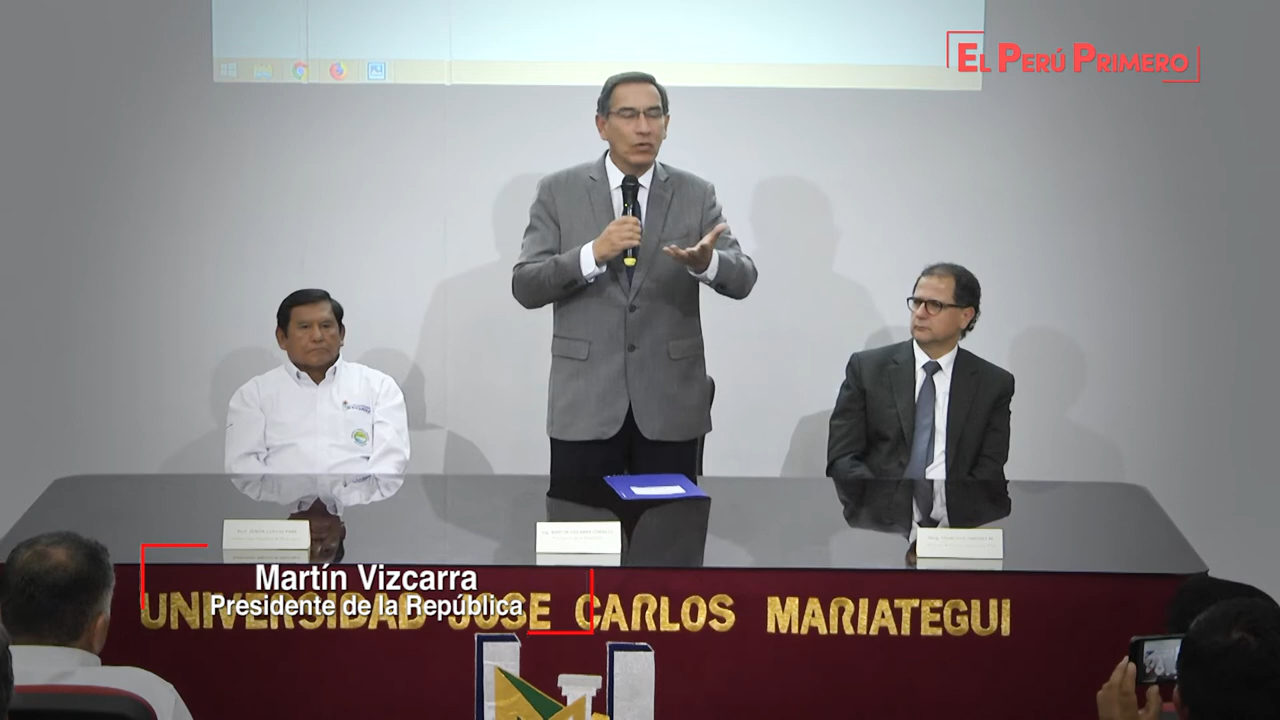 EL PERÚ PRIMERO
Martín Vizcarra
Presidente de la República
UNIVERSIDAD JOSE CARLOS MARIATEGUI